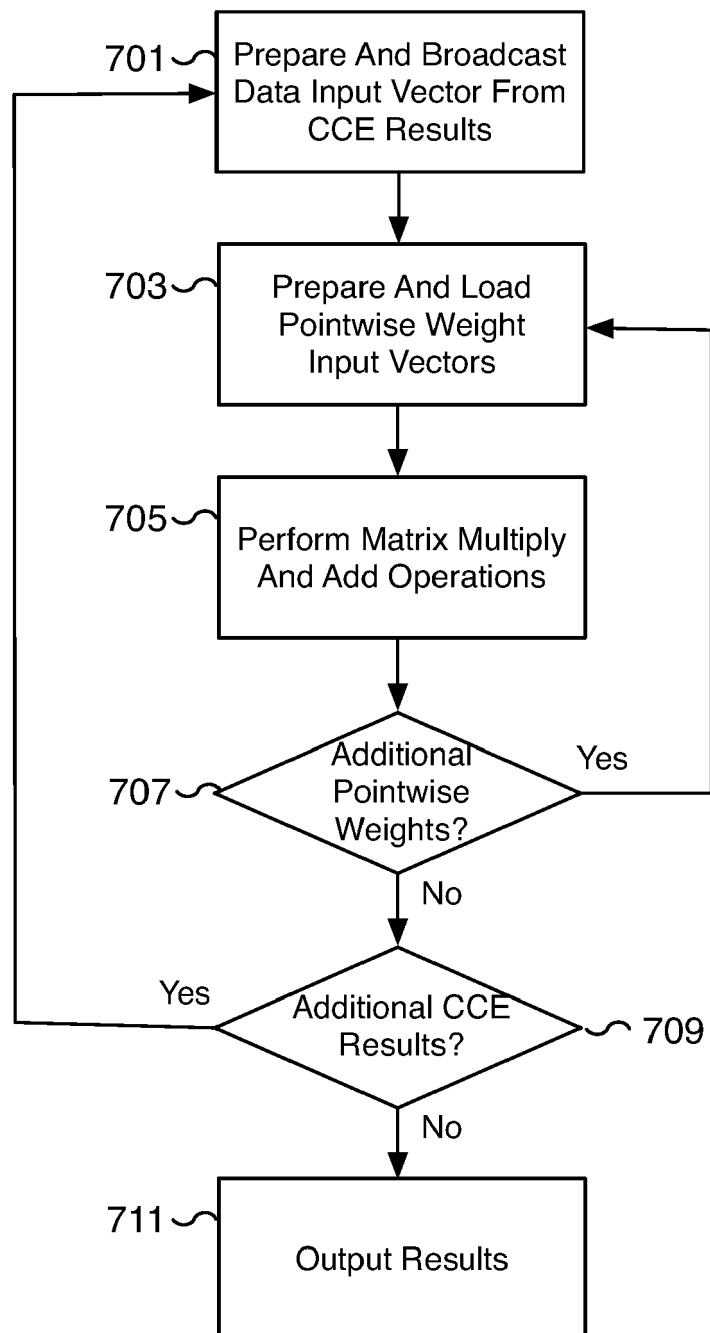 701
Prepare And Broadcast
Data Input Vector From
CCE Results
703
Prepare And Load
Pointwise Weight
Input Vectors
705
Perform Matrix Multiply
And Add Operations
707
Additional
Pointwise
Weights?
Yes
No
Yes
Additional CCE
Results?
709
No
711
Output Results